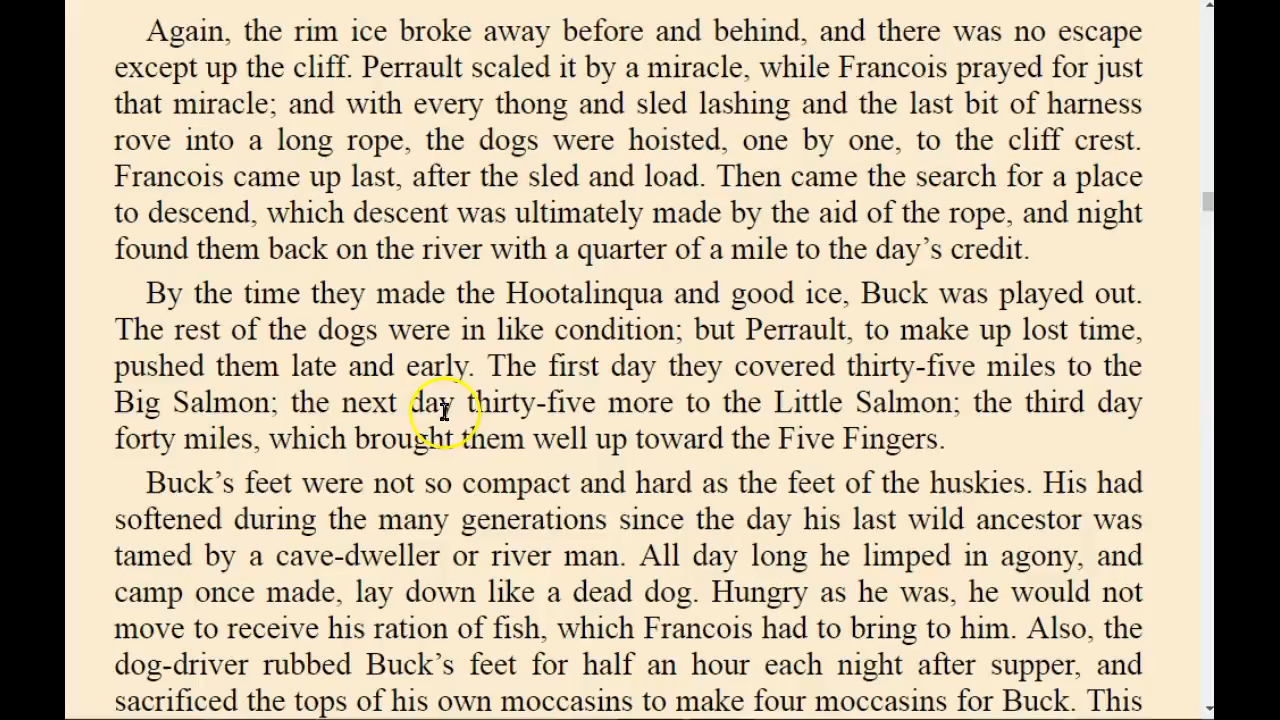 Again, the rim ice broke away before and behind, and there was no escape
except up the cliff. Perrault scaled it by a miracle, while Francois prayed for just
that miracle; and with every thong and sled lashing and the last bit of harness
rove into a long rope, the dogs were hoisted, one by one, to the cliff crest.
Francois came up last, after the sled and load. Then came the search for a place
to descend, which descent was ultimately made by the aid of the rope, and night
found them back on the river with a quarter of a mile to the day’s credit.
By the time they made the Hootalinqua and good ice, Buck was played out.
The rest of the dogs were in like condition; but Perrault, to make up lost time,
pushed them late and early. The first day they covered thirty-five miles to the
Big Salmon; the next day thirty-five more to the Little Salmon; the third day
forty miles, which brought them well up toward the Five Fingers.
Buck’s feet were not so compact and hard as the feet of the huskies. His had
softened during the many generations since the day his last wild ancestor was
tamed by a cave-dweller or river man. All day long he limped in agony, and
camp once made, lay down like a dead dog. Hungry as he was, he would not
move to receive his ration of fish, which Francois had to bring to him. Also, the
dog-driver rubbed Buck’s feet for half an hour each night after supper, and
sacrificed the tops of his own moccasins to make four moccasins for Buck. This